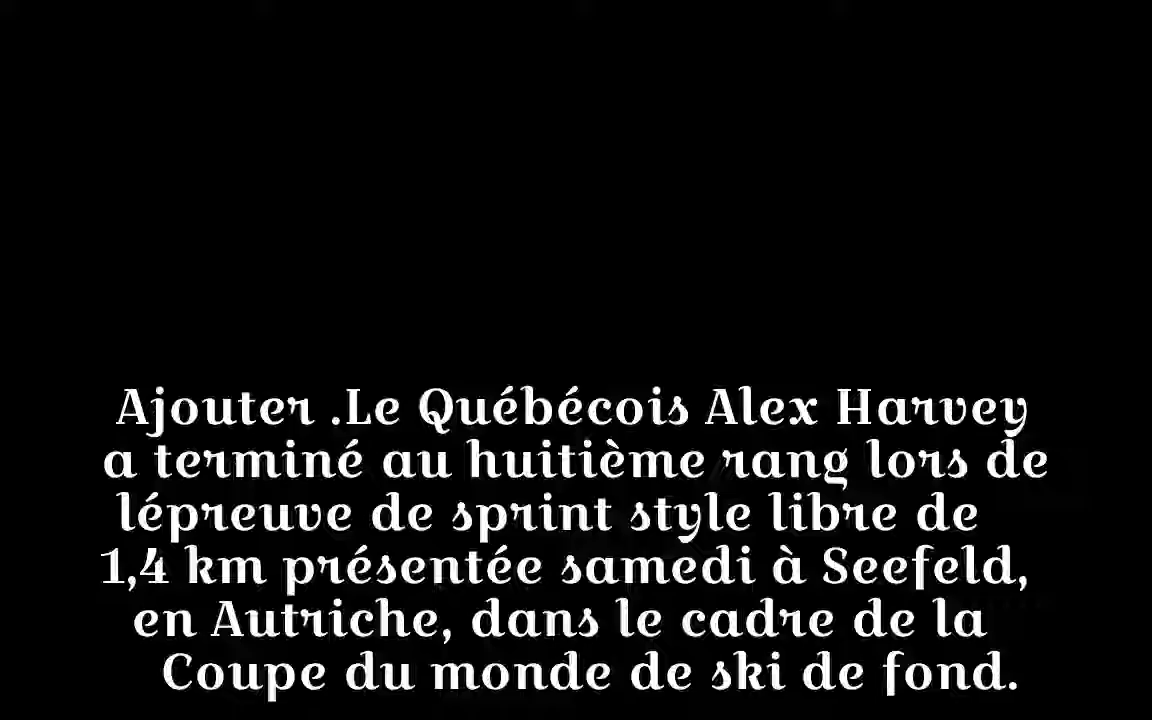 Ajouter .Le Québécois Alex Harvey
a terminé au huitième rang lors de
lépreuve de sprint style libre de
1,4 km présentée samedi à Seefeld,
en Autriche, dans le cadre de la
Coupe du monde de ski de fond.